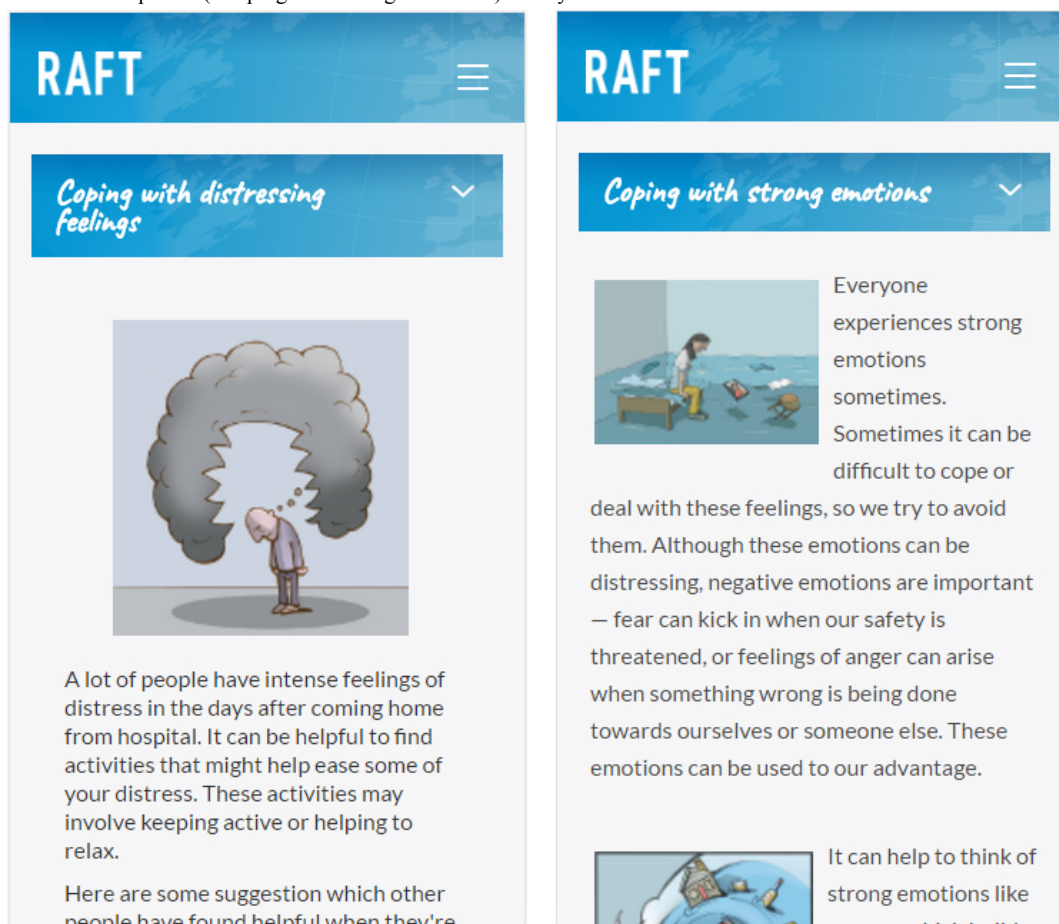 RAFT
Coping with distressing
feelings
A lot of people have intense feelings of
distress in the days after coming home
from hospital. It can be helpful to find
activities that might help ease some of
your distress. These activities may
involve keeping active or helping to
relax.
Here are some suggestion which other
people have found helpful when they're
RAFT
Coping with strong emotions
Everyone
experiences strong
emotions
sometimes.
Sometimes it can be
difficult to cope or
deal with these feelings, so we try to avoid
them. Although these emotions can be
distressing, negative emotions are important
— fear can kick in when our safety is
threatened, or feelings of anger can arise
when something wrong is being done
towards ourselves or someone else. These
emotions can be used to our advantage.
It can help to think of
strong emotions like